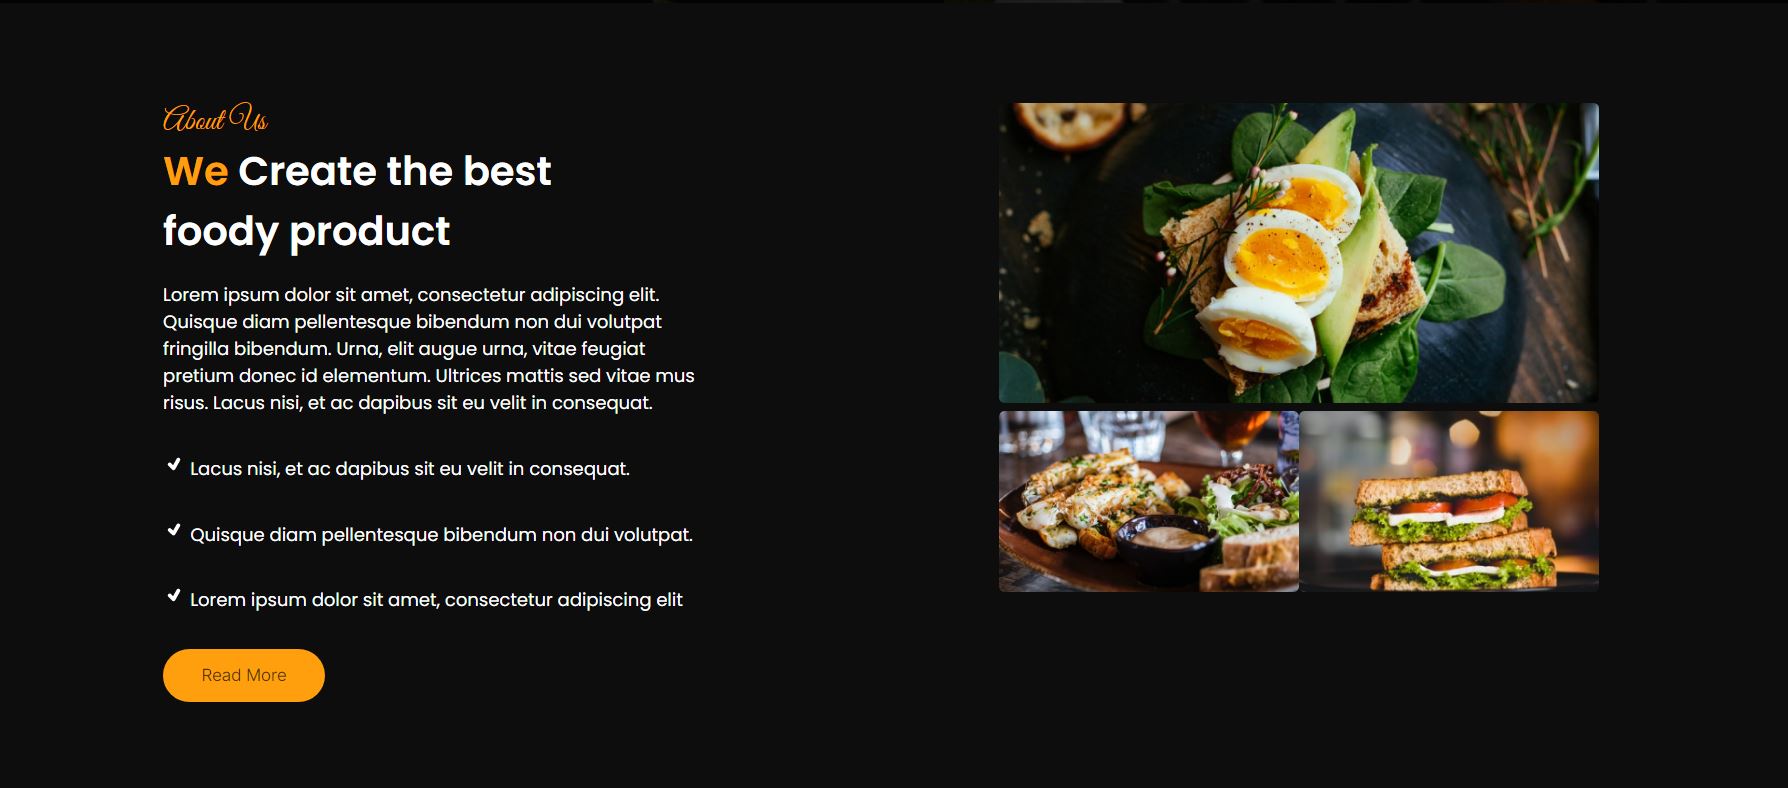 About Us
We Create the best
foody product
Lorem ipsum dolor sit amet, consectetur adipiscing elit.
Quisque diam pellentesque bibendum non dui volutpat
fringilla bibendum. Urna, elit augue urna, vitae feugiat
pretium donec id elementum. Ultrices mattis sed vitae mus
risus. Lacus nisi, et ac dapibus sit eu velit in consequat.
Lacus nisi, et ac dapibus sit eu velit in consequat.
Quisque diam pellentesque bibendum non dui volutpat.
Lorem ipsum dolor sit amet, consectetur adipiscing elit
Read More